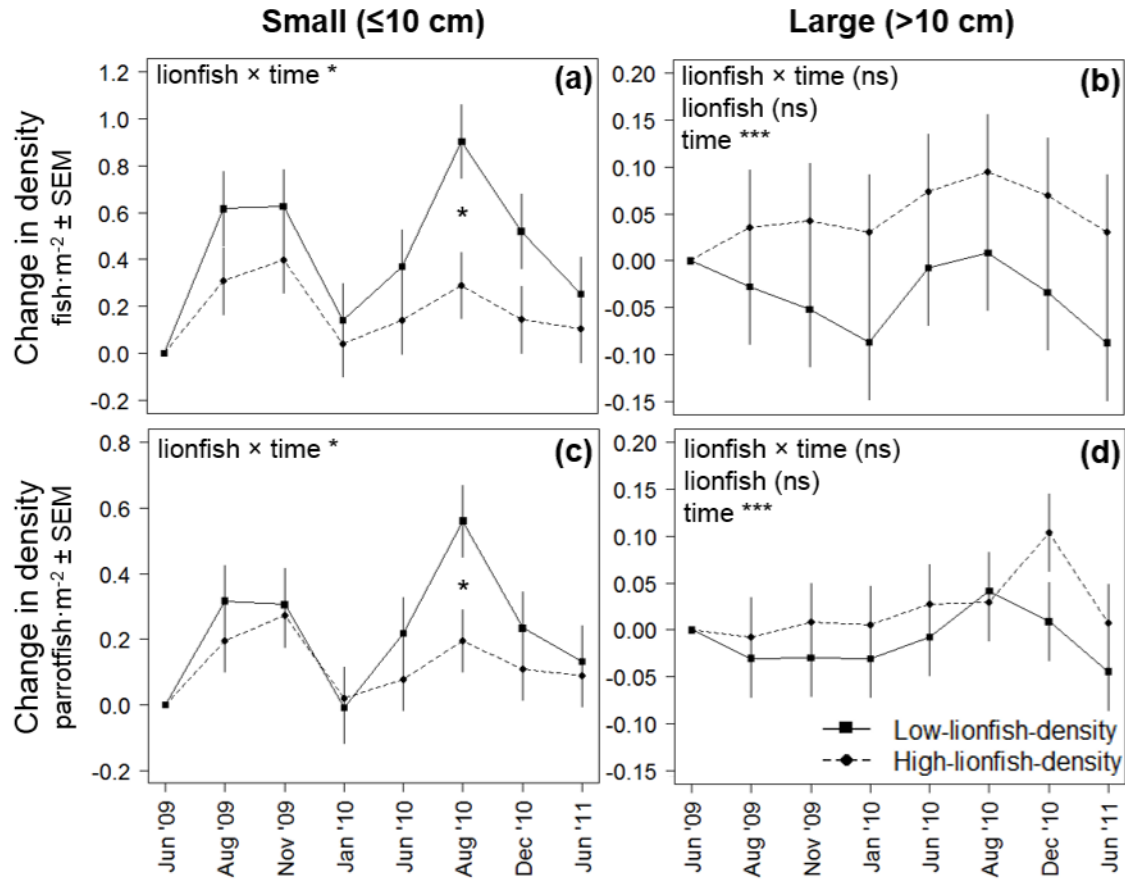 Small (≤10 cm)
Large (>10 cm)
Change in density
fish·m⁻² ± SEM
lionfish × time *
(a)
1.2
1.0
0.8
0.6
0.4
0.2
0.0
-0.2
*
lionfish × time (ns)
lionfish (ns)
time ***
(b)
0.20
0.15
0.10
0.05
0.00
-0.05
-0.10
-0.15
Change in density
parrotfish·m⁻² ± SEM
lionfish × time *
(c)
0.8
0.6
0.4
0.2
0.0
-0.2
*
lionfish × time (ns)
lionfish (ns)
time ***
(d)
0.20
0.15
0.10
0.05
0.00
-0.05
-0.10
-0.15
Low-lionfish-density
High-lionfish-density
Jun '09
Aug '09
Nov '09
Jan '10
Jun '10
Aug '10
Dec '10
Jun '11
Jun '09
Aug '09
Nov '09
Jan '10
Jun '10
Aug '10
Dec '10
Jun '11